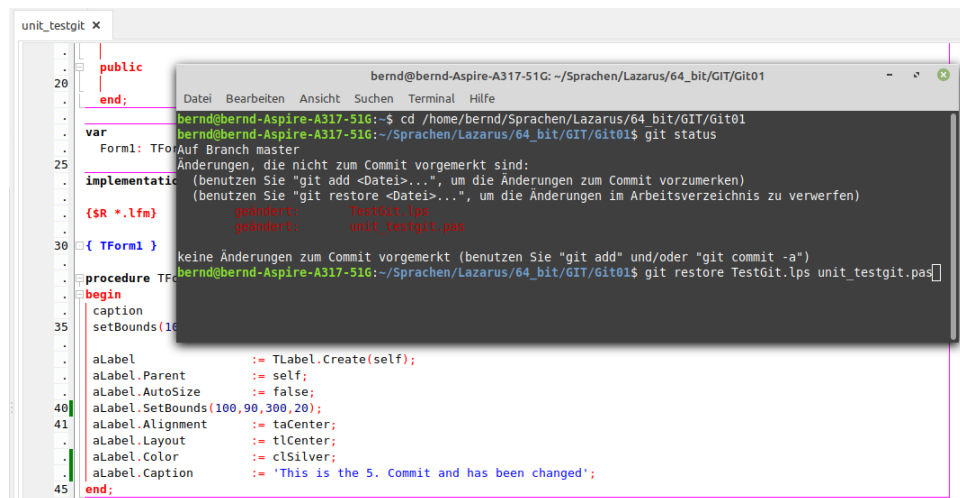 unit_testgit ×
.
. public
20
. end;
.
. var
. Form1: TFor
25
. implementatio
.
. {$R *.lfm}
.
30 { TForm1 }
.
. procedure TFo
. begin
. caption
35 setBounds(10
.
. aLabel := TLabel.Create(self);
. aLabel.Parent := self;
. aLabel.AutoSize := false;
40 aLabel.SetBounds(100,90,300,20);
41 aLabel.Alignment := taCenter;
. aLabel.Layout := tlCenter;
. aLabel.Color := clSilver;
. aLabel.Caption := 'This is the 5. Commit and has been changed';
45 end;
bernd@bernd-Aspire-A317-51G: ~/Sprachen/Lazarus/64_bit/GIT/Git01
Datei Bearbeiten Ansicht Suchen Terminal Hilfe
bernd@bernd-Aspire-A317-51G:~$ cd /home/bernd/Sprachen/Lazarus/64_bit/GIT/Git01
bernd@bernd-Aspire-A317-51G:~/Sprachen/Lazarus/64_bit/GIT/Git01$ git status
Auf Branch master
Änderungen, die nicht zum Commit vorgemerkt sind:
(benutzen Sie "git add <Datei>...", um die Änderungen zum Commit vorzumerken)
(benutzen Sie "git restore <Datei>...", um die Änderungen im Arbeitsverzeichnis zu verwerfen)
geändert: TestGit.lps
geändert: unit_testgit.pas
keine Änderungen zum Commit vorgemerkt (benutzen Sie "git add" und/oder "git commit -a")
bernd@bernd-Aspire-A317-51G:~/Sprachen/Lazarus/64_bit/GIT/Git01$ git restore TestGit.lps unit_testgit.pas